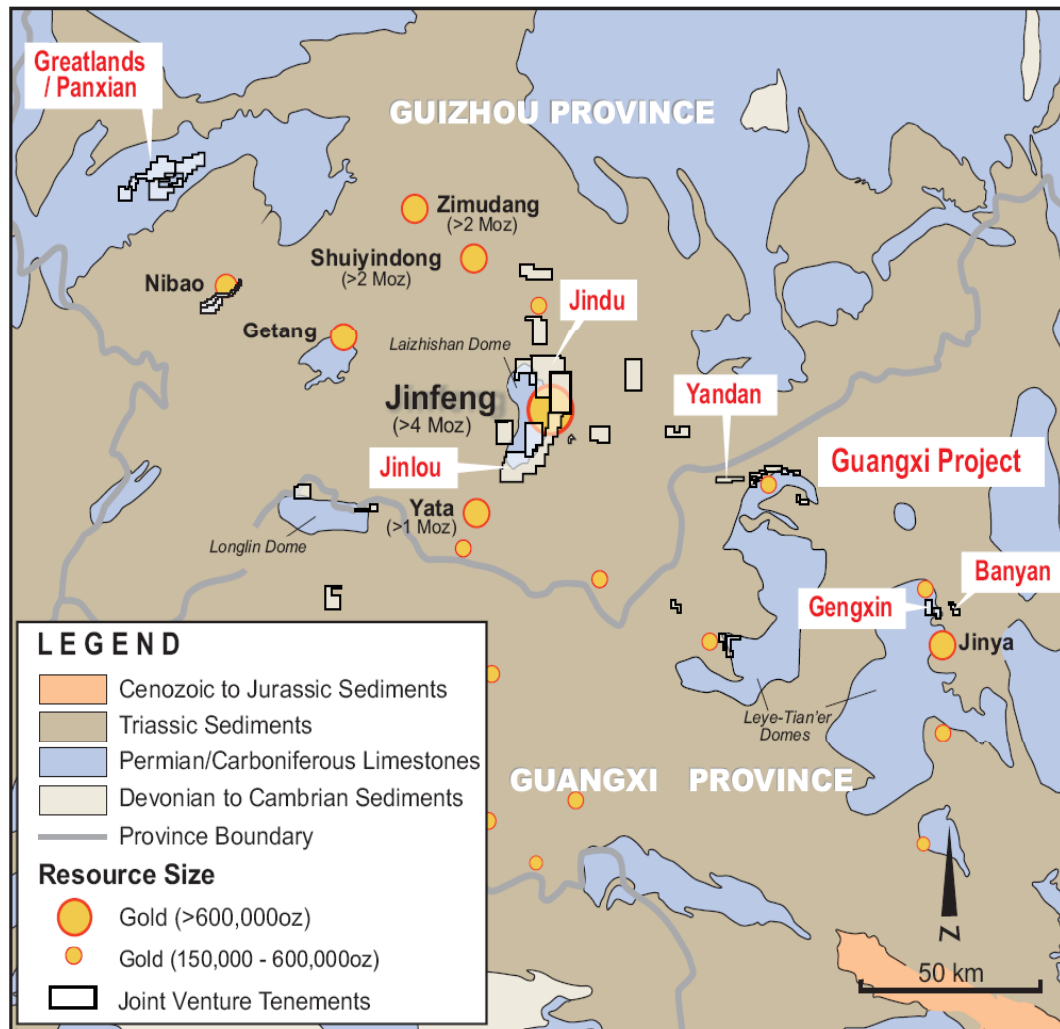 Greatlands
/ Panxian
GUIZHOU PROVINCE
Zimudang
(>2 Moz)
Shuiyindong
(>2 Moz)
Nibao
Jindu
Getang
Laizhishan Dome
Jinfeng
(>4 Moz)
Yandan
Jinlou
Guangxi Project
Yata
(>1 Moz)
Longlin Dome
Banyan
Gengxin
Jinya
Leye-Tian'er
Domes
GUANGXI PROVINCE
LEGEND
Cenozoic to Jurassic Sediments
Triassic Sediments
Permian/Carboniferous Limestones
Devonian to Cambrian Sediments
Province Boundary
Resource Size
Gold (>600,000oz)
Gold (150,000 - 600,000oz)
Joint Venture Tenements
N
50 km